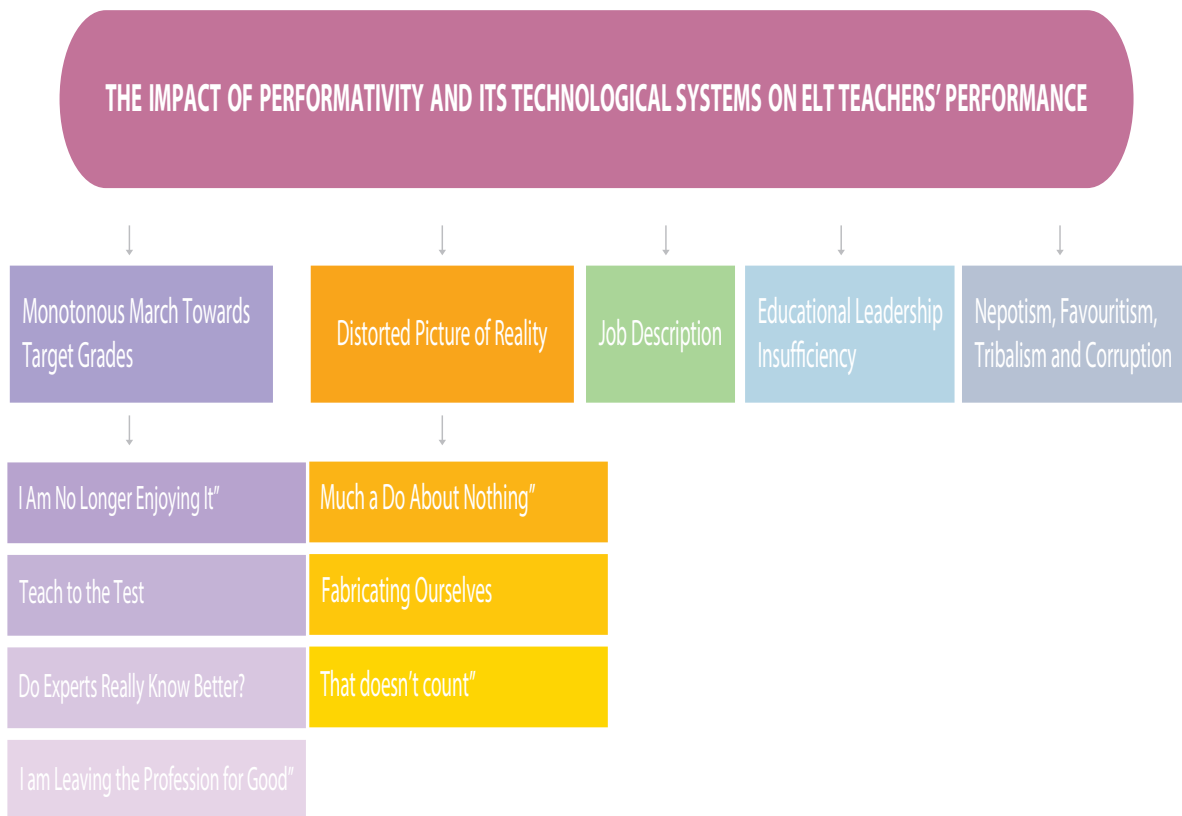 THE IMPACT OF PERFORMATIVITY AND ITS TECHNOLOGICAL SYSTEMS ON ELT TEACHERS’ PERFORMANCE
Monotonous March Towards
Target Grades
Distorted Picture of Reality
Job Description
Educational Leadership
Insufficiency
Nepotism, Favouritism,
Tribalism and Corruption
I Am No Longer Enjoying It”
Teach to the Test
Do Experts Really Know Better?
I am Leaving the Profession for Good”
Much a Do About Nothing”
Fabricating Ourselves
That doesn’t count”